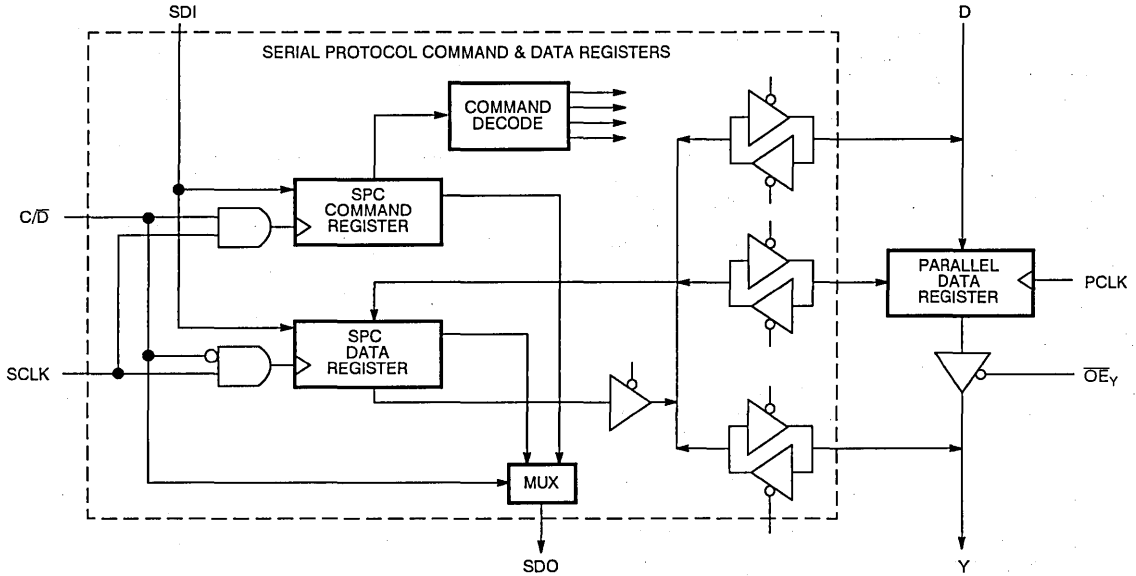 SDI
D
SERIAL PROTOCOL COMMAND & DATA REGISTERS
COMMAND
DECODE
SPC
COMMAND
REGISTER
C/D̅
PARALLEL
DATA
REGISTER
PCLK
SPC
DATA
REGISTER
SCLK
O̅E̅Y
MUX
SDO
Y